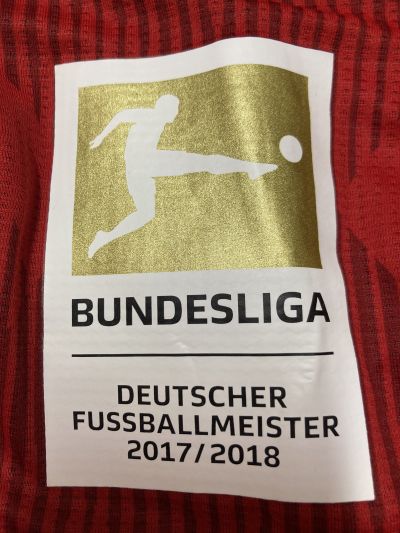 BUNDESLIGA
DEUTSCHER
FUSSBALLMEISTER
2017/2018